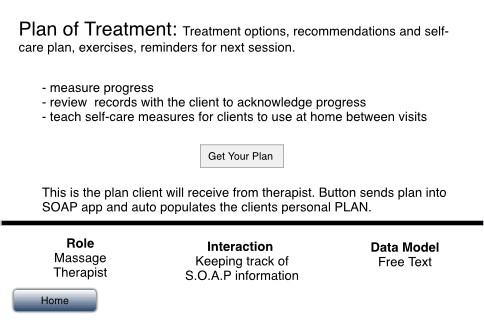 Plan of Treatment: Treatment options, recommendations and self-
care plan, exercises, reminders for next session.
- measure progress
- review records with the client to acknowledge progress
- teach self-care measures for clients to use at home between visits
Get Your Plan
This is the plan client will receive from therapist. Button sends plan into
SOAP app and auto populates the clients personal PLAN.
Role
Massage
Therapist
Interaction
Keeping track of
S.O.A.P information
Data Model
Free Text
Home